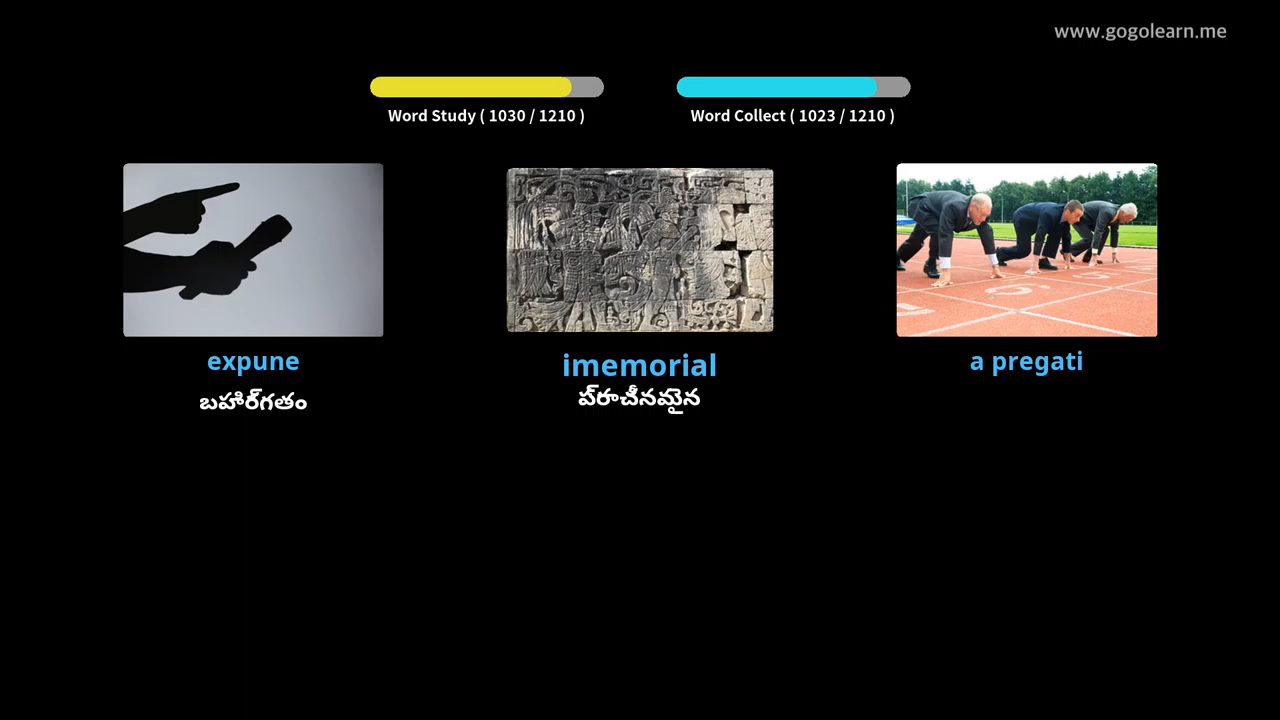 www.gogolearn.me
Word Study ( 1030 / 1210 )
Word Collect ( 1023 / 1210 )
expune
imemorial
a pregati
బహిర్గతం
ప్రాచీనమైన